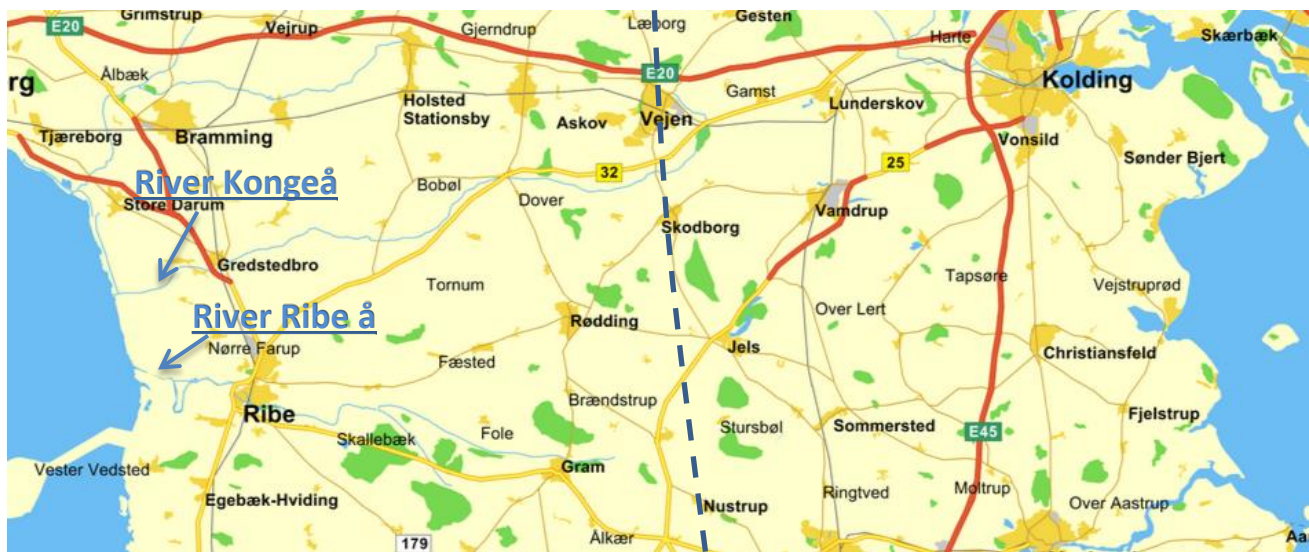 Grimstrup
E20
Vejrup
Gjerndrup
Læborg
Gesten
Harte
Skærbæk
Ålbæk
E20
rg
Holsted
Stationsby
Gamst
Lunderskov
Kolding
Tjæreborg
Bramming
Askov
Vejen
Vonsild
Sønder Bjert
River Kongeå
Bobøl
32
25
Store Darum
Dover
Skodborg
Vamdrup
Gredstedbro
Tornum
Tapsøre
Vejstruprød
River Ribe å
Rødding
Over Lert
Nørre Farup
Fæsted
Jels
Christiansfeld
Ribe
Brændstrup
Skallebæk
Fole
Stursbøl
Sommersted
E45
Fjelstrup
Vester Vedsted
Gram
Egebæk-Hviding
Nustrup
Ringtved
Moltrup
Over Aastrup
179
Ålkær
Aa